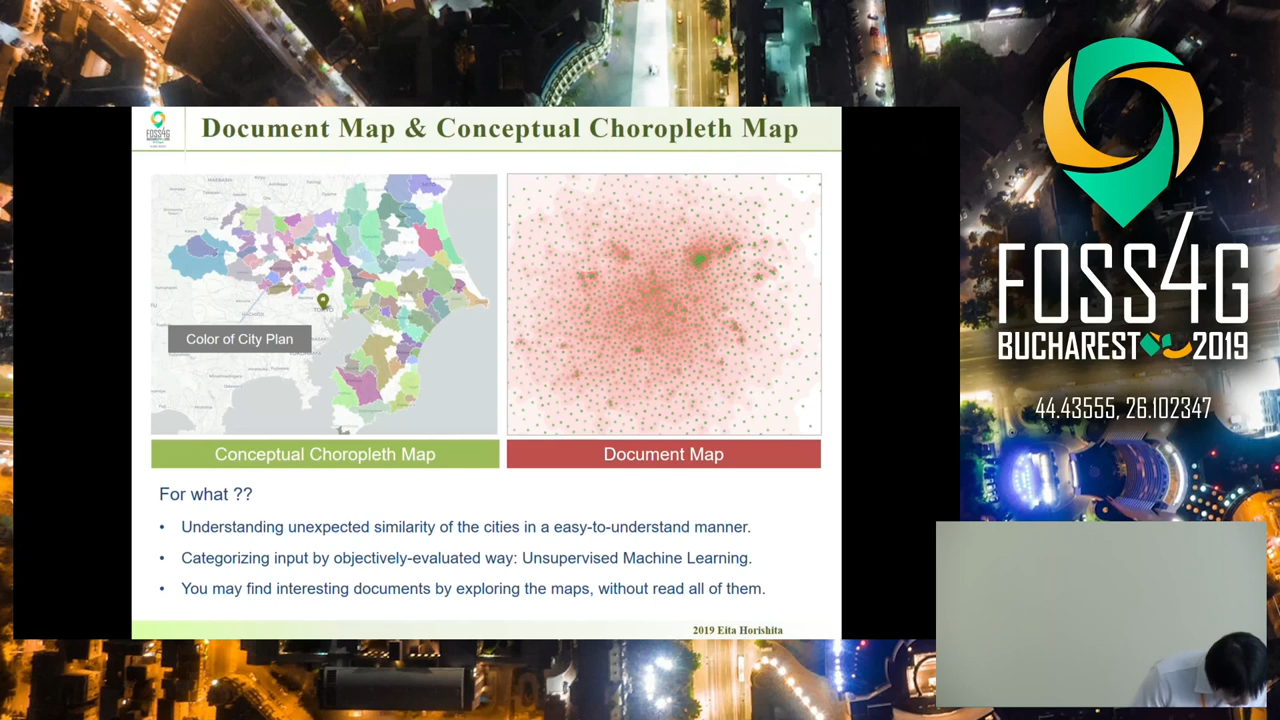 FOSS4G
Document Map & Conceptual Choropleth Map
TOKYO
Color of City Plan
Conceptual Choropleth Map
Document Map
For what ??
• Understanding unexpected similarity of the cities in a easy-to-understand manner.
• Categorizing input by objectively-evaluated way: Unsupervised Machine Learning.
• You may find interesting documents by exploring the maps, without read all of them.
2019 Eita Horishita
FOSS4G
BUCHAREST 2019
44.43555, 26.102347